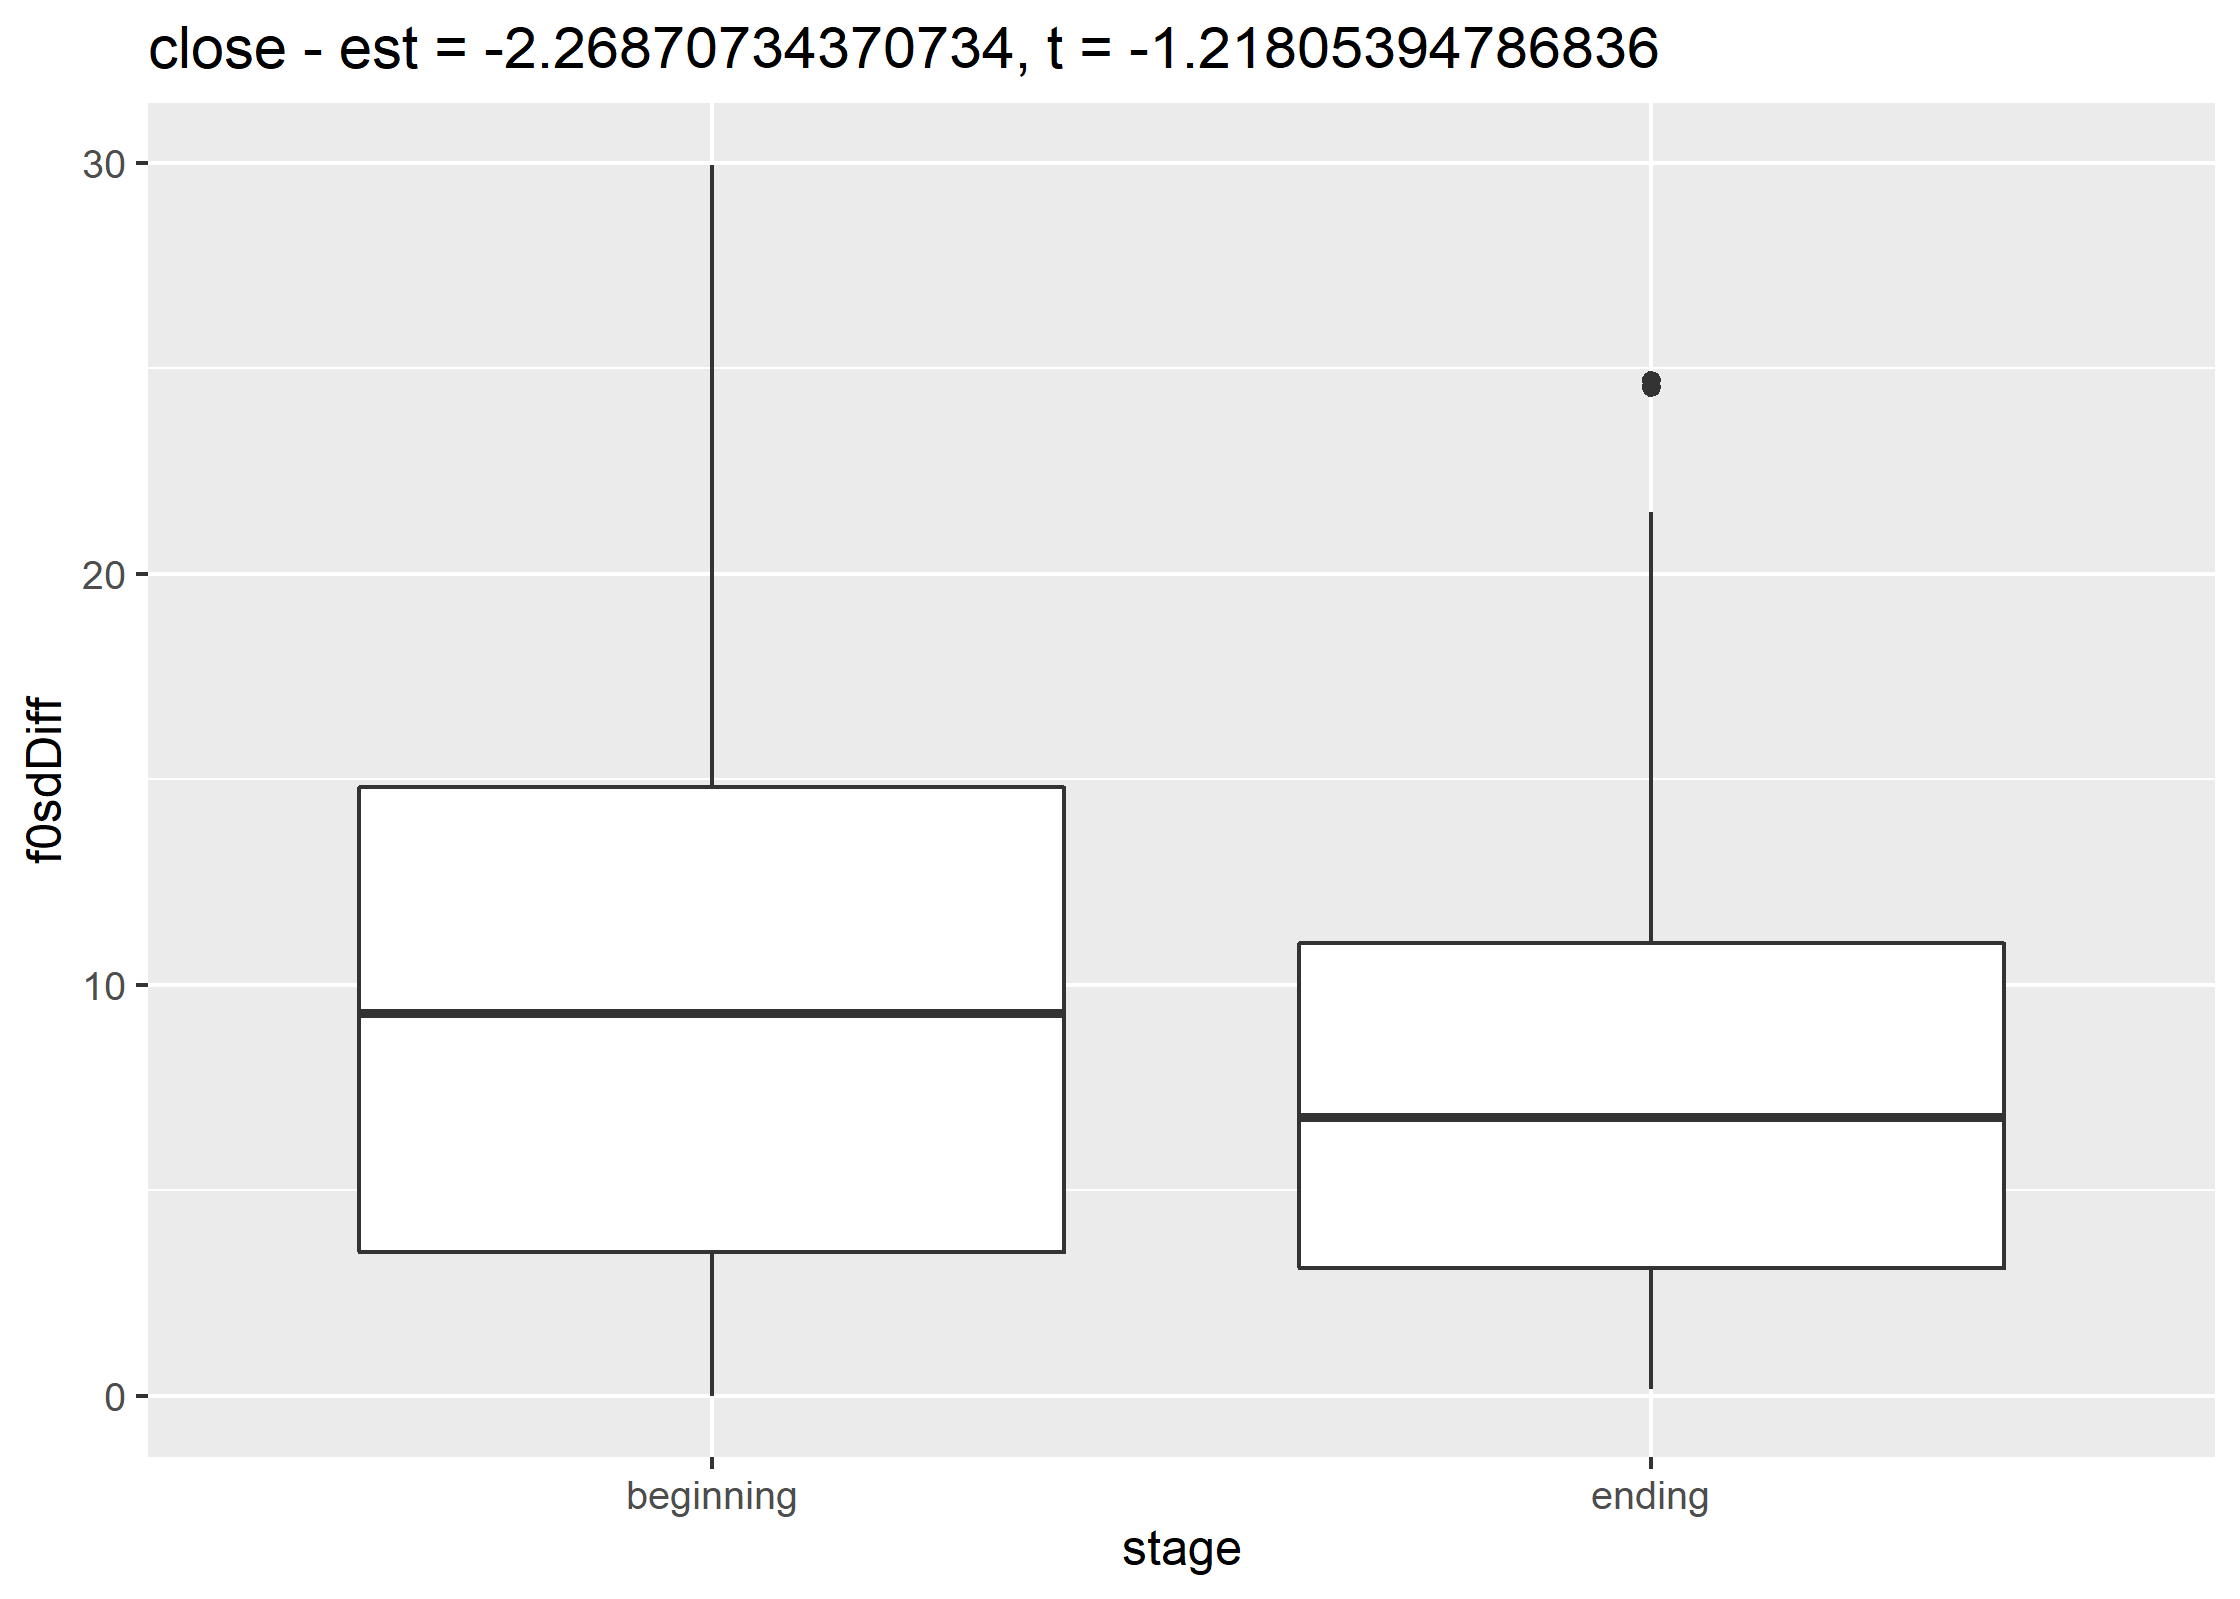 close - est = -2.26870734370734, t = -1.21805394786836
30
20
10
0
f0sdDiff
beginning
ending
stage